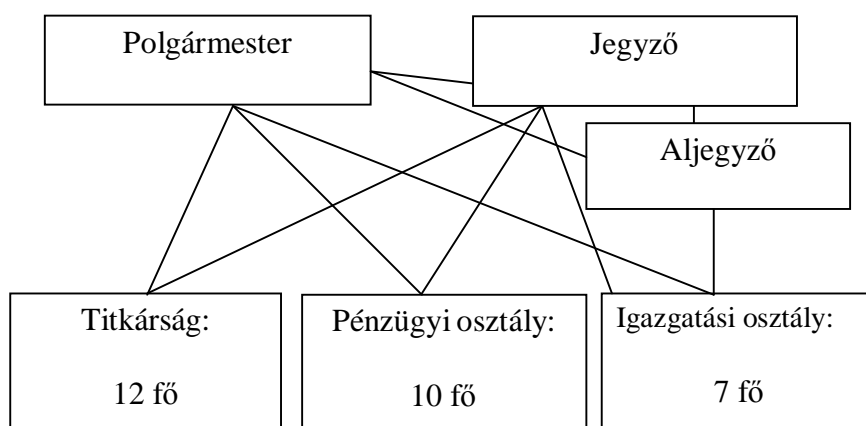 Polgármester
Jegyző
Aljegyző
Titkárság:
12 fő
Pénzügyi osztály:
10 fő
Igazgatási osztály:
7 fő